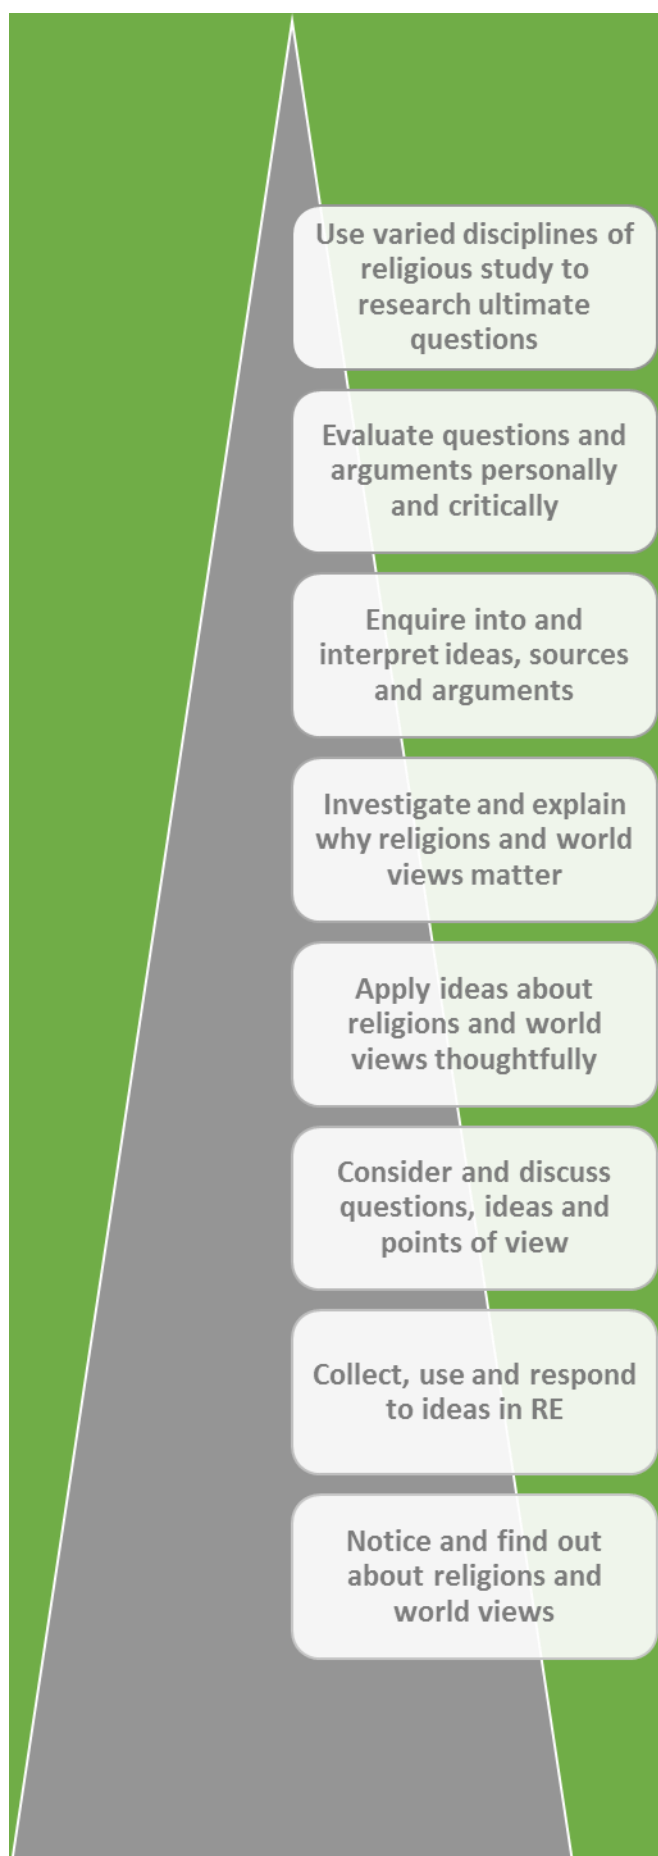 Use varied disciplines of
religious study to
research ultimate
questions
Evaluate questions and
arguments personally
and critically
Enquire into and
interpret ideas, sources
and arguments
Investigate and explain
why religions and world
views matter
Apply ideas about
religions and world
views thoughtfully
Consider and discuss
questions, ideas and
points of view
Collect, use and respond
to ideas in RE
Notice and find out
about religions and
world views